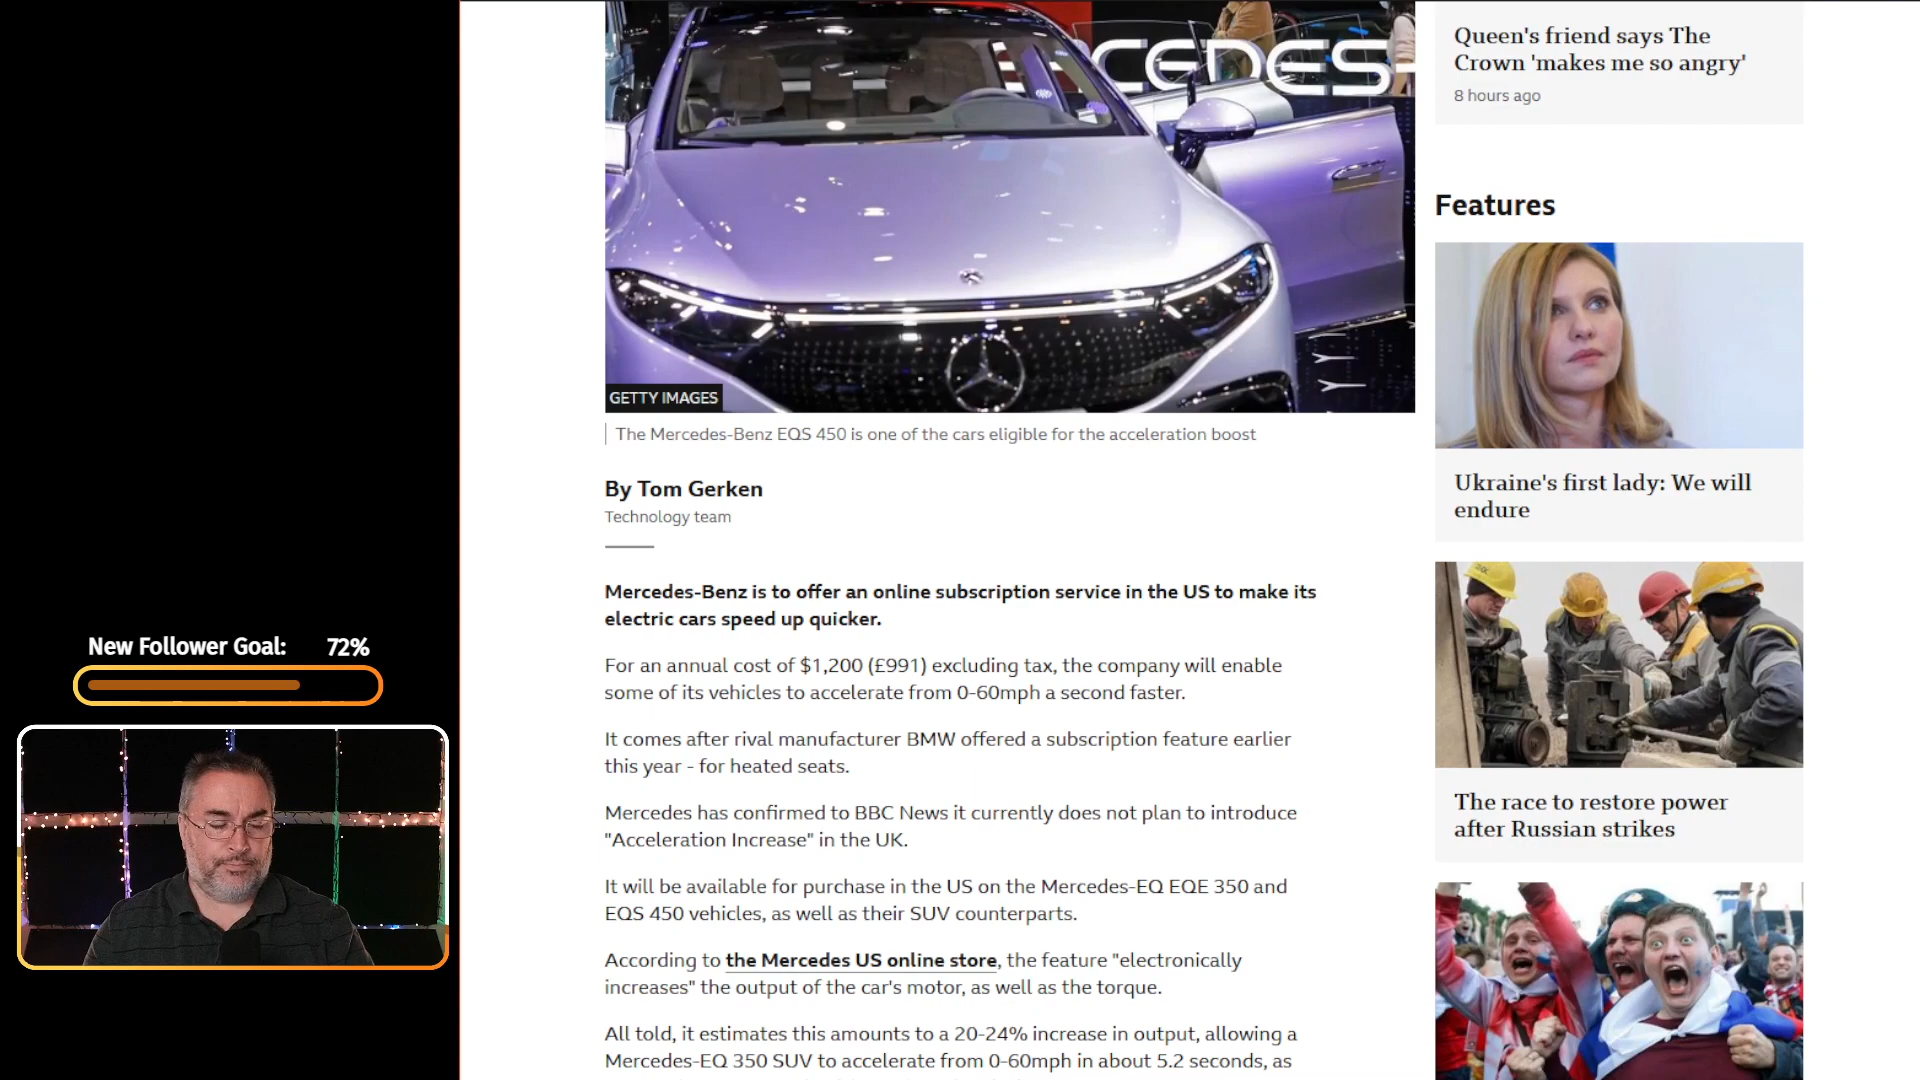 CEDES-
GETTY IMAGES
The Mercedes-Benz EQS 450 is one of the cars eligible for the acceleration boost
By Tom Gerken
Technology team
Mercedes-Benz is to offer an online subscription service in the US to make its
electric cars speed up quicker.
For an annual cost of $1,200 (£991) excluding tax, the company will enable
some of its vehicles to accelerate from 0-60mph a second faster.
It comes after rival manufacturer BMW offered a subscription feature earlier
this year - for heated seats.
Mercedes has confirmed to BBC News it currently does not plan to introduce
"Acceleration Increase" in the UK.
It will be available for purchase in the US on the Mercedes-EQ EQE 350 and
EQS 450 vehicles, as well as their SUV counterparts.
According to the Mercedes US online store, the feature "electronically
increases" the output of the car's motor, as well as the torque.
All told, it estimates this amounts to a 20-24% increase in output, allowing a
Mercedes-EQ 350 SUV to accelerate from 0-60mph in about 5.2 seconds, as
Queen's friend says The
Crown 'makes me so angry'
8 hours ago
Features
Ukraine's first lady: We will
endure
The race to restore power
after Russian strikes
New Follower Goal: 72%